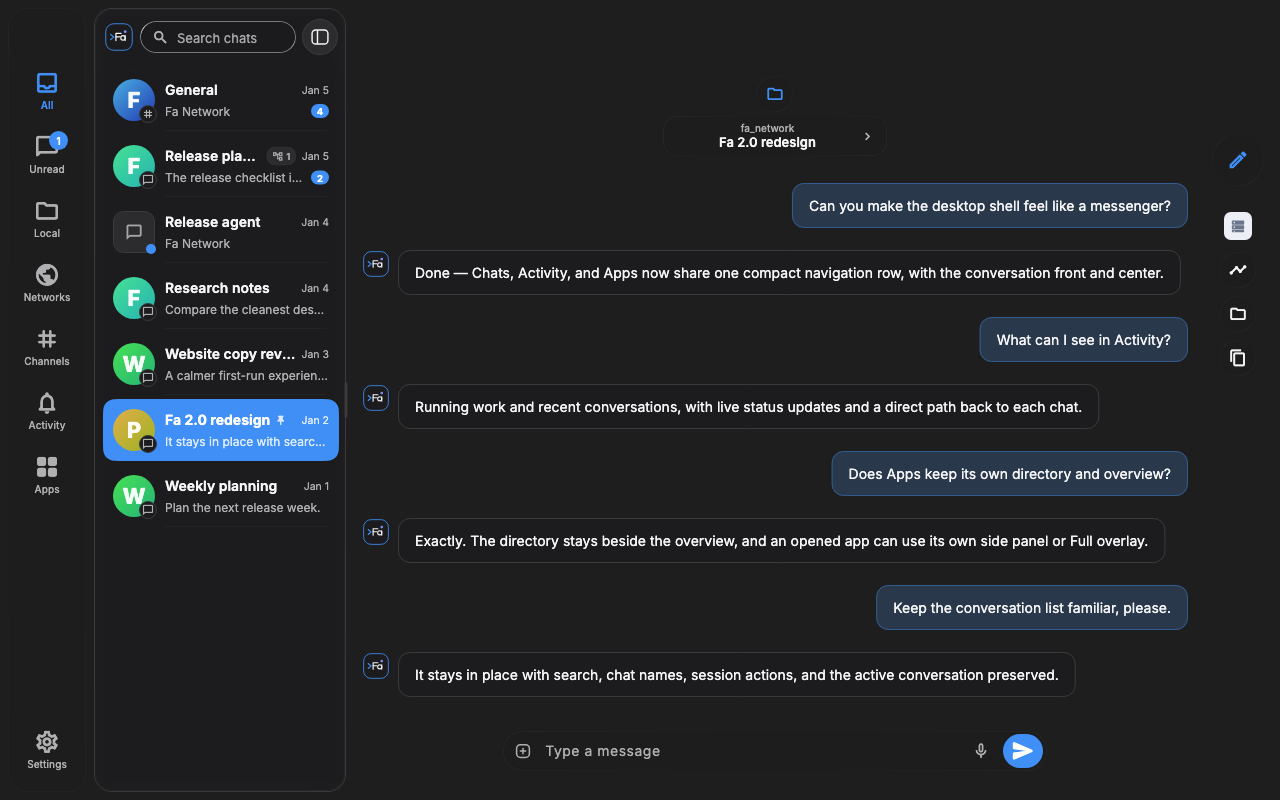 All
1
Unread
Local
Networks
Channels
Activity
Apps
Settings
>Fa
Search chats
F
General
Jan 5
Fa Network
4
F
Release pla...
1
Jan 5
The release checklist i...
2
Release agent
Jan 4
Fa Network
F
Research notes
Jan 4
Compare the cleanest des...
W
Website copy rev...
Jan 3
A calmer first-run experien...
P
Fa 2.0 redesign
Jan 2
It stays in place with searc...
W
Weekly planning
Jan 1
Plan the next release week.
fa_network
Fa 2.0 redesign
Can you make the desktop shell feel like a messenger?
>Fa
Done — Chats, Activity, and Apps now share one compact navigation row, with the conversation front and center.
What can I see in Activity?
>Fa
Running work and recent conversations, with live status updates and a direct path back to each chat.
Does Apps keep its own directory and overview?
>Fa
Exactly. The directory stays beside the overview, and an opened app can use its own side panel or Full overlay.
Keep the conversation list familiar, please.
>Fa
It stays in place with search, chat names, session actions, and the active conversation preserved.
Type a message